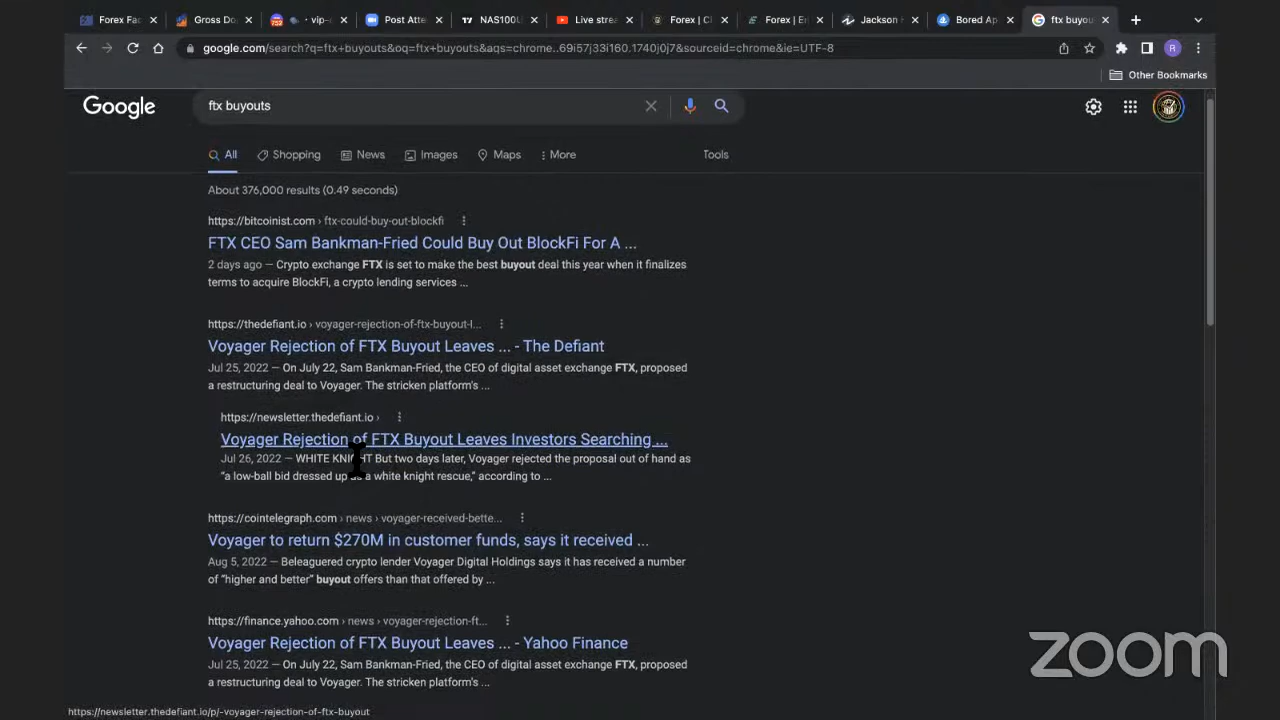 Forex Fac
Gross Do
vip-
Post Atte
NAS100U
Live strea
Forex | C
Forex | E
Jackson H
Bored Ap
ftx buyou
google.com/search?q=ftx+buyouts&oq=ftx+buyouts&aqs=chrome..69i57j33i160.1740j0j7&sourceid=chrome&ie=UTF-8
R
Other Bookmarks
Google
ftx buyouts
All
Shopping
News
Images
Maps
More
Tools
About 376,000 results (0.49 seconds)
https://bitcoinist.com › ftx-could-buy-out-blockfi
FTX CEO Sam Bankman-Fried Could Buy Out BlockFi For A ...
2 days ago — Crypto exchange FTX is set to make the best buyout deal this year when it finalizes
terms to acquire BlockFi, a crypto lending services ...
https://thedefiant.io › voyager-rejection-of-ftx-buyout-l...
Voyager Rejection of FTX Buyout Leaves ... - The Defiant
Jul 25, 2022 — On July 22, Sam Bankman-Fried, the CEO of digital asset exchange FTX, proposed
a restructuring deal to Voyager. The stricken platform's ...
https://newsletter.thedefiant.io ›
Voyager Rejection of FTX Buyout Leaves Investors Searching ...
Jul 26, 2022 — WHITE KNIGHT But two days later, Voyager rejected the proposal out of hand as
“a low-ball bid dressed up as a white knight rescue,” according to ...
https://cointelegraph.com › news › voyager-received-bette...
Voyager to return $270M in customer funds, says it received ...
Aug 5, 2022 — Beleaguered crypto lender Voyager Digital Holdings says it has received a number
of “higher and better” buyout offers than that offered by ...
https://finance.yahoo.com › news › voyager-rejection-ft...
Voyager Rejection of FTX Buyout Leaves ... - Yahoo Finance
Jul 25, 2022 — On July 22, Sam Bankman-Fried, the CEO of digital asset exchange FTX, proposed
a restructuring deal to Voyager. The stricken platform's ...
zoom
https://newsletter.thedefiant.io/p/-voyager-rejection-of-ftx-buyout